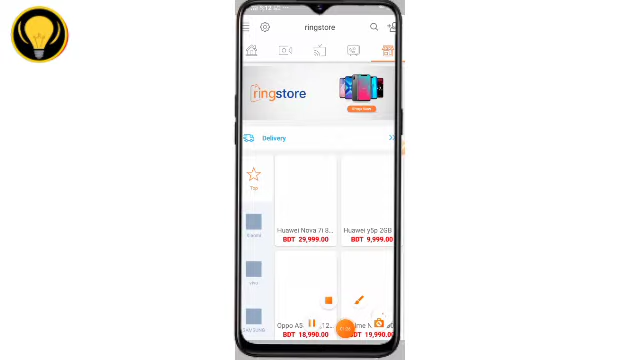 ringstore
ringstore
Delivery
Top
Huawei Nova 7i 8...
BDT 29,999.00
Huawei y5p 2GB
BDT 9,999.00
SAMSUNG
Oppo A5
BDT 18,990.00
19,990.00